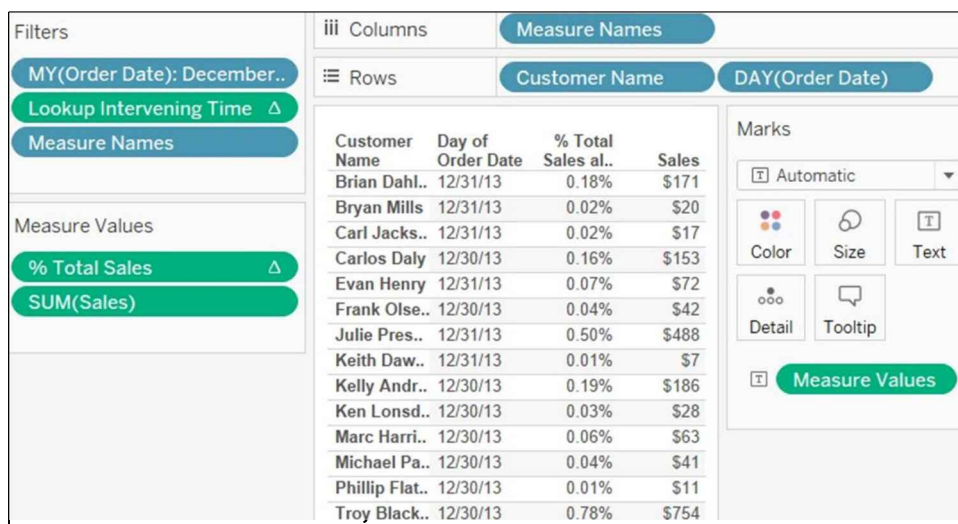 Filters
MY(Order Date): December..
Lookup Intervening Time Δ
Measure Names
Measure Values
% Total Sales Δ
SUM(Sales)
iii Columns Measure Names
Rows Customer Name DAY(Order Date)
Customer Name Day of Order Date % Total Sales al.. Sales
Brian Dahl.. 12/31/13 0.18% $171
Bryan Mills 12/31/13 0.02% $20
Carl Jacks.. 12/31/13 0.02% $17
Carlos Daly 12/30/13 0.16% $153
Evan Henry 12/31/13 0.07% $72
Frank Olse.. 12/30/13 0.04% $42
Julie Pres.. 12/31/13 0.50% $488
Keith Daw.. 12/31/13 0.01% $7
Kelly Andr.. 12/30/13 0.19% $186
Ken Lonsd.. 12/30/13 0.03% $28
Marc Harri.. 12/30/13 0.06% $63
Michael Pa.. 12/30/13 0.04% $41
Phillip Flat.. 12/30/13 0.01% $11
Troy Black.. 12/30/13 0.78% $754
Marks
T Automatic
Color Size T Text
Detail Tooltip
T Measure Values